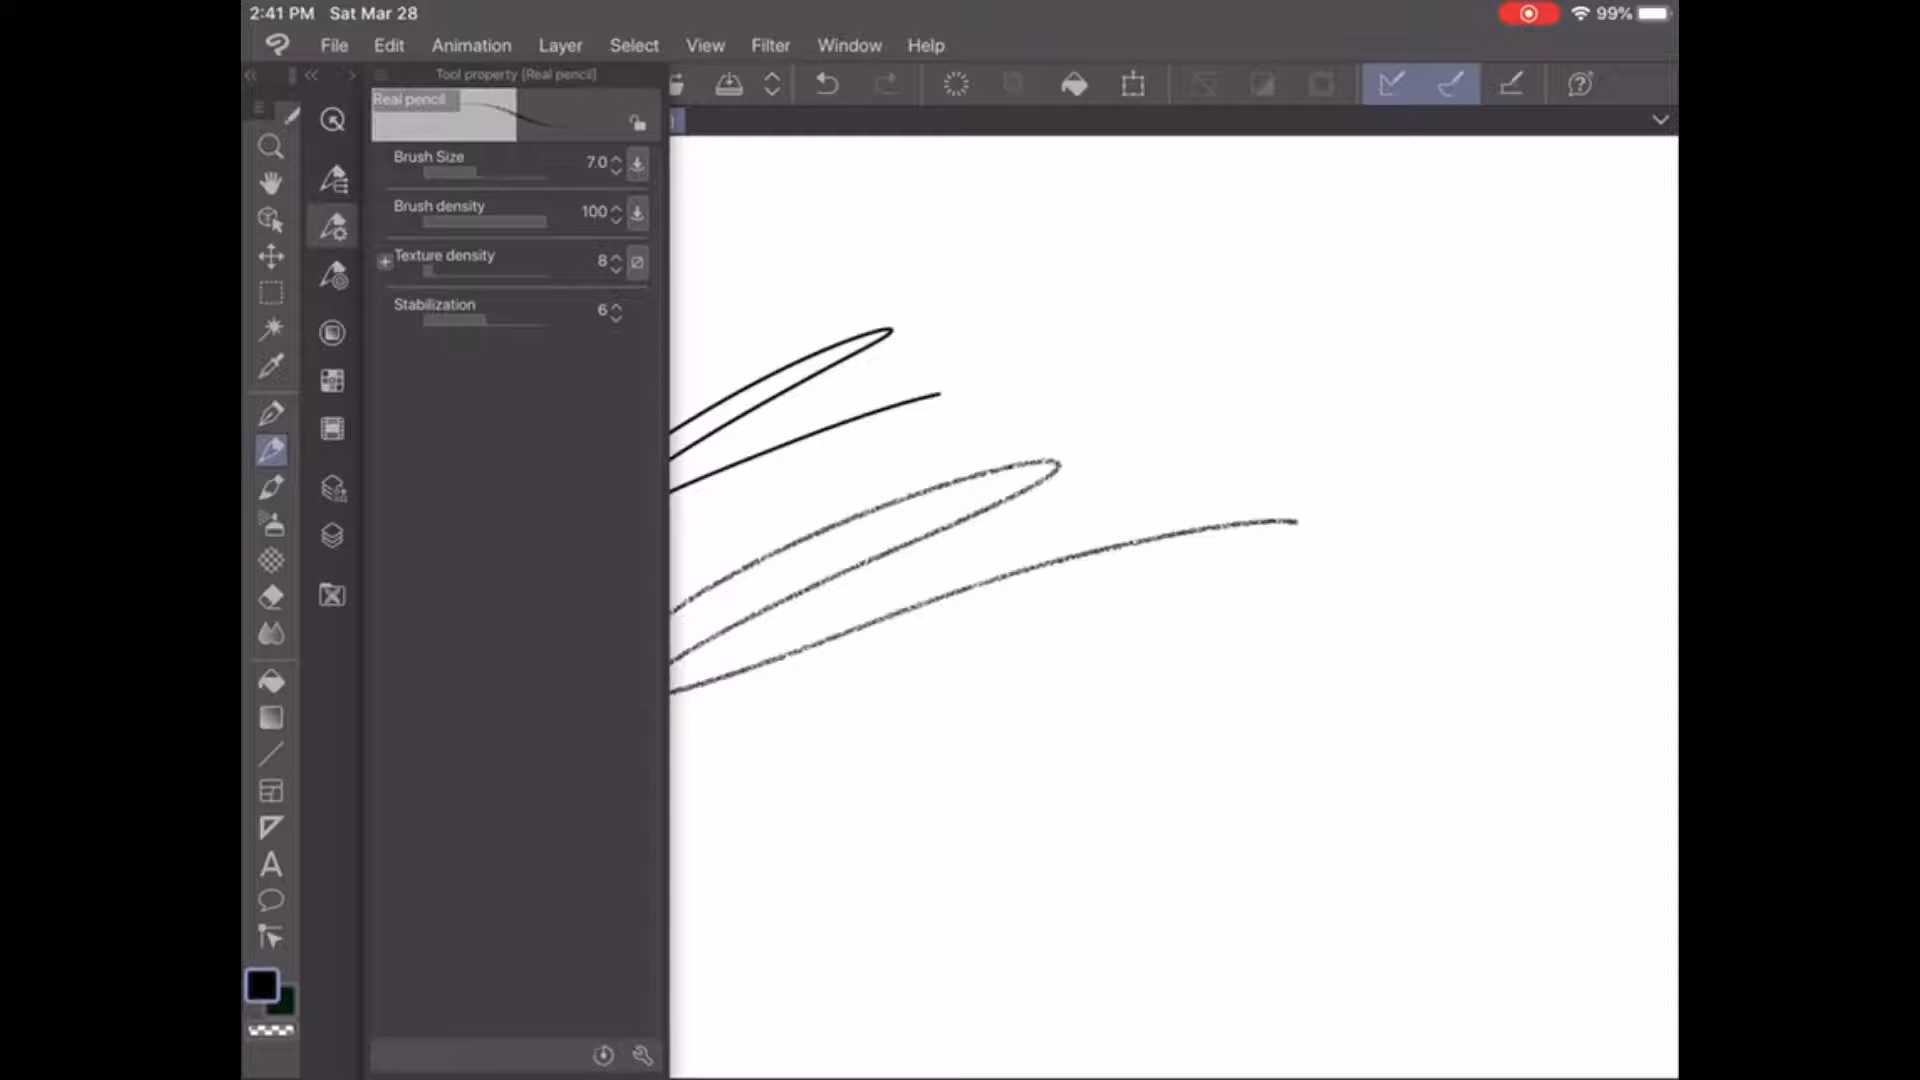 2:41 PM Sat Mar 28 99%
File Edit Animation Layer Select View Filter Window Help
Tool property [Real pencil]
Real pencil
Brush Size 7.0
Brush density 100
Texture density 8
Stabilization 6